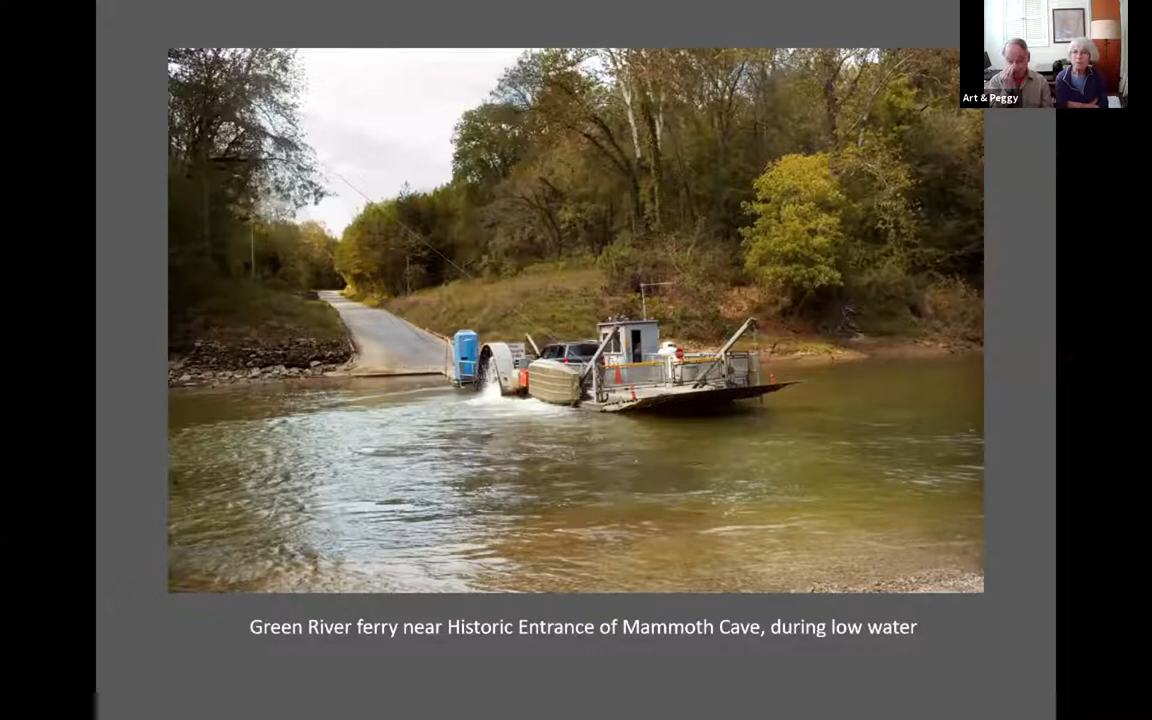 Art & Peggy
Green River ferry near Historic Entrance of Mammoth Cave, during low water